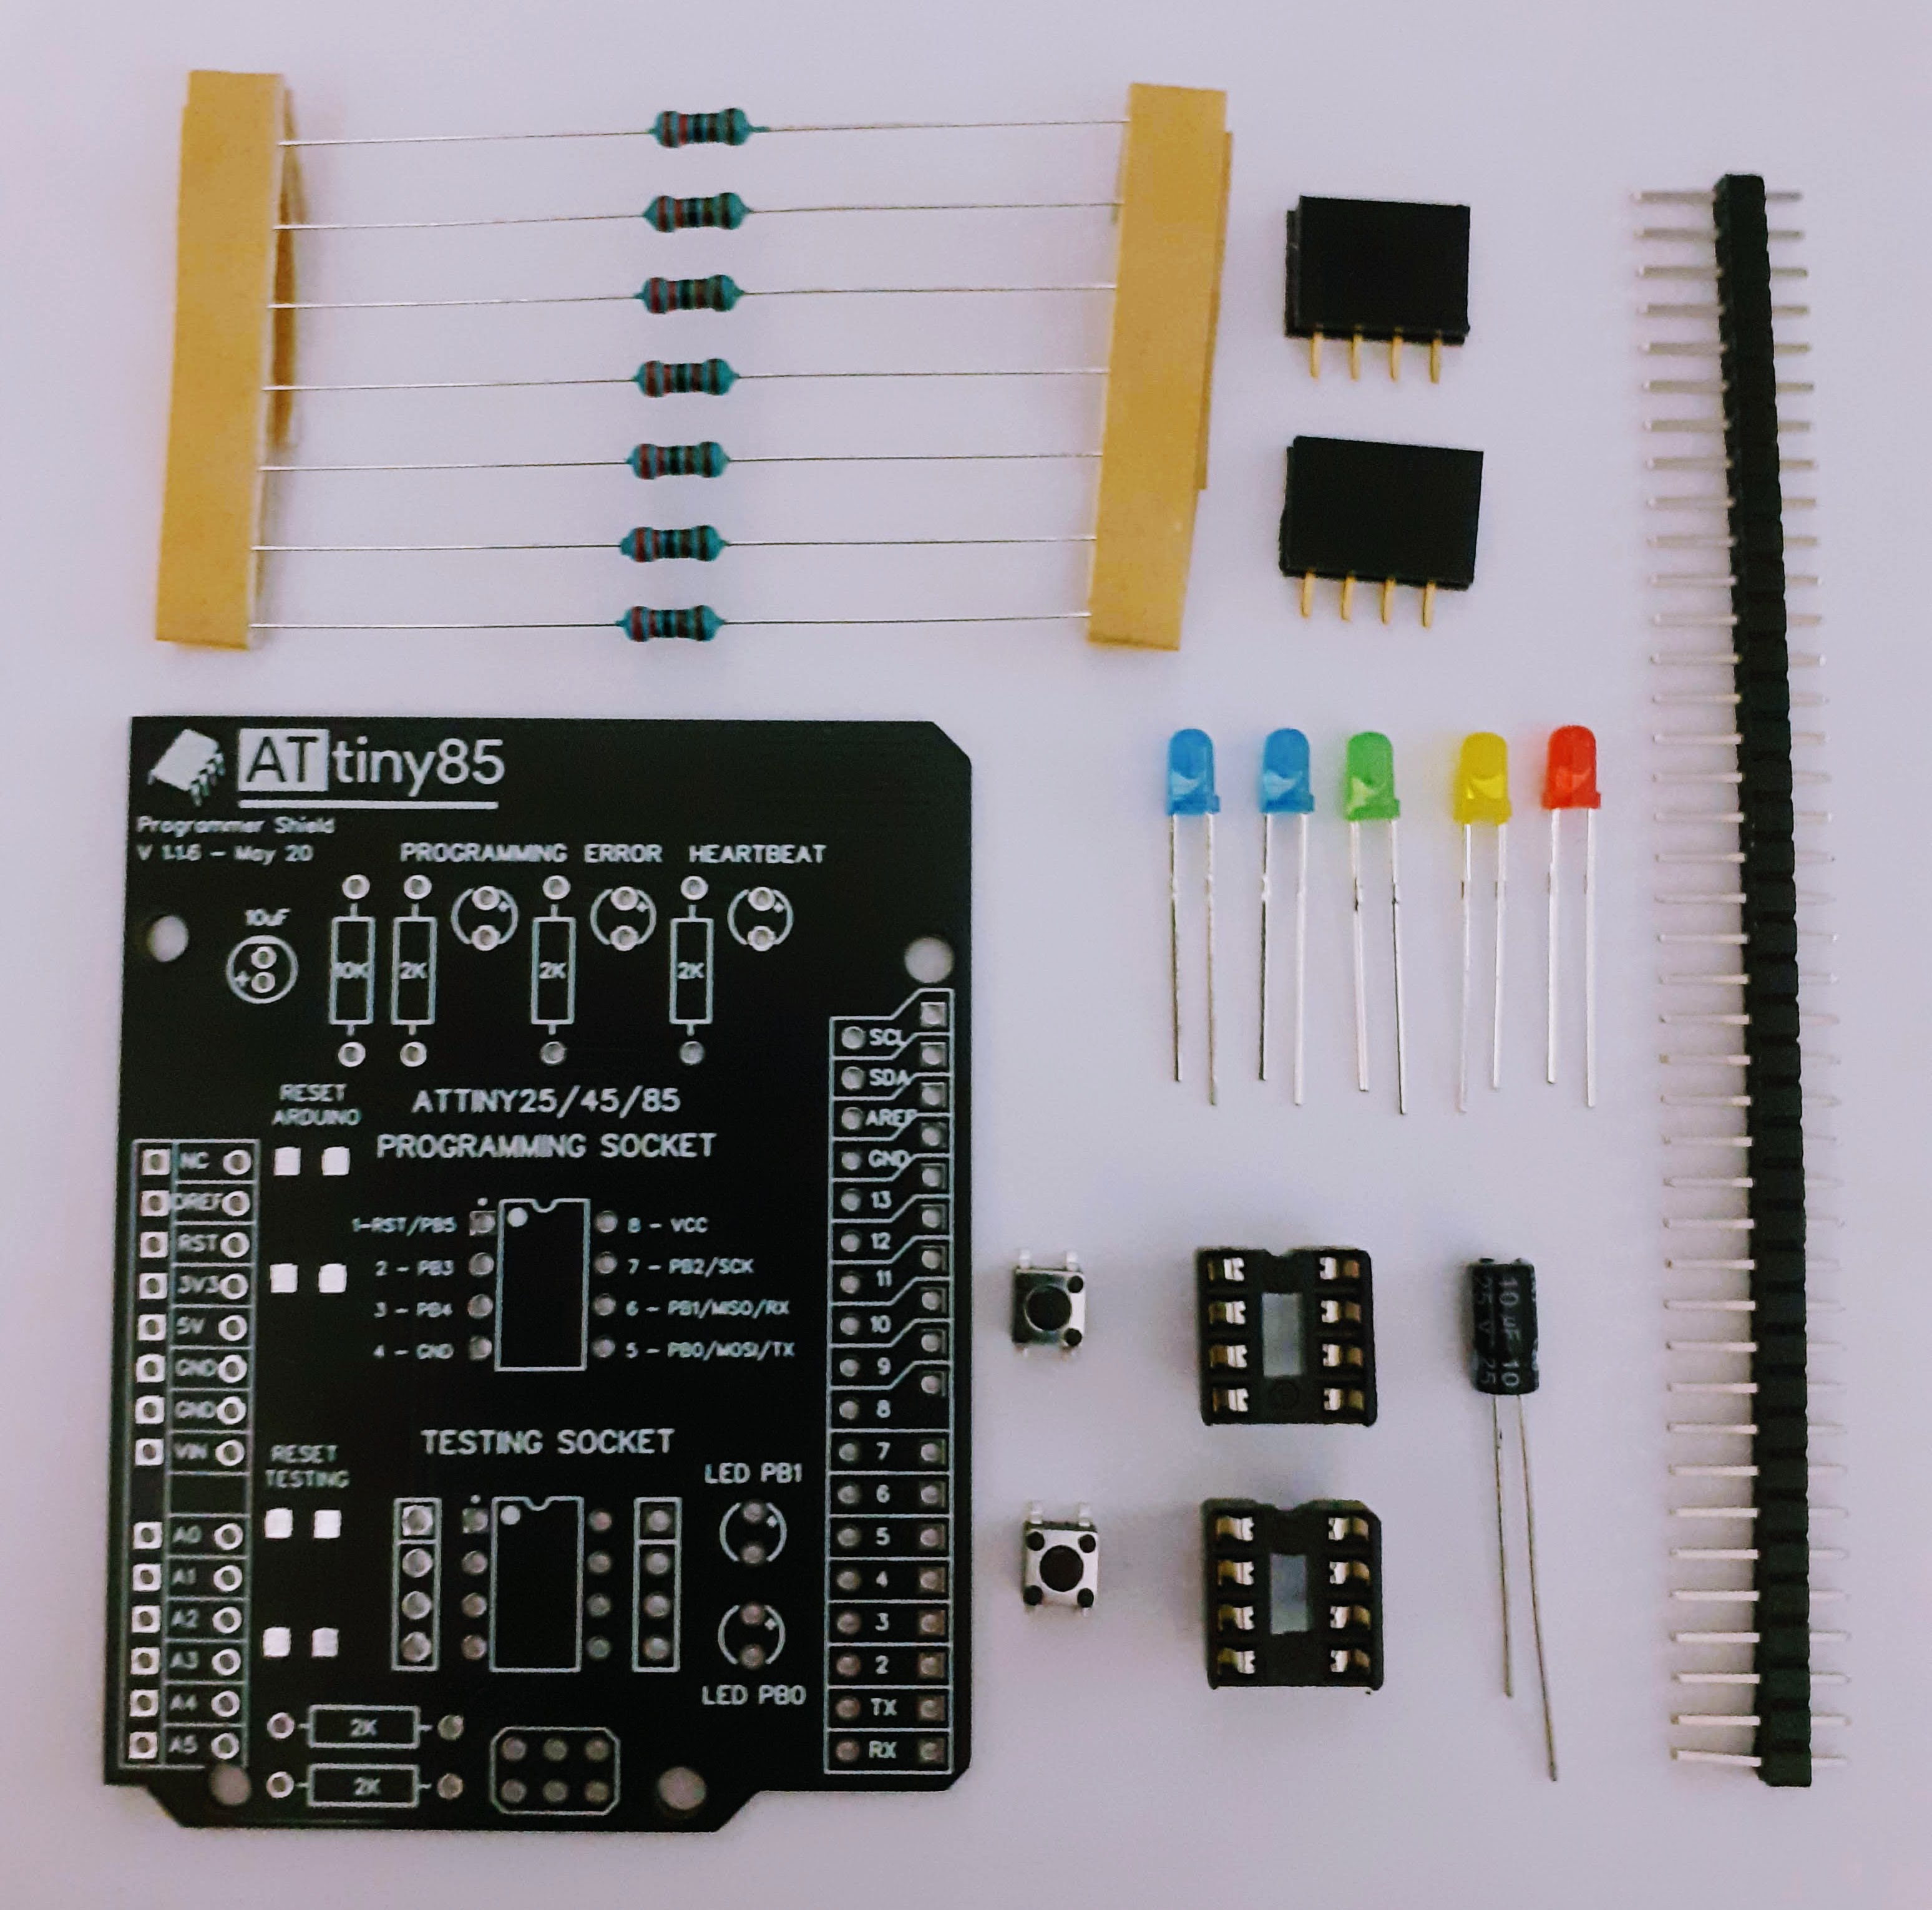 ATtiny85
Programmer Shield
V 1.1.6 - May 20
PROGRAMMING ERROR HEARTBEAT
10uF
10K
2K
2K
2K
RESET
ARDUINO
ATTINY25/45/85
PROGRAMMING SOCKET
1-RST/PB5
2 - PB3
3 - PB4
4 - GND
8 - VCC
7 - PB2/SCK
6 - PB1/MISO/RX
5 - PB0/MOSI/TX
NC
RST
3V3
5V
GND
GND
VIN
A0
A1
A2
A3
A4
A5
RESET
TESTING
TESTING SOCKET
LED PB1
LED PB0
2K
2K
SCL
SDA
AREF
GND
13
12
11
10
9
8
7
6
5
4
3
2
TX
RX
10µF 10
25 V 25